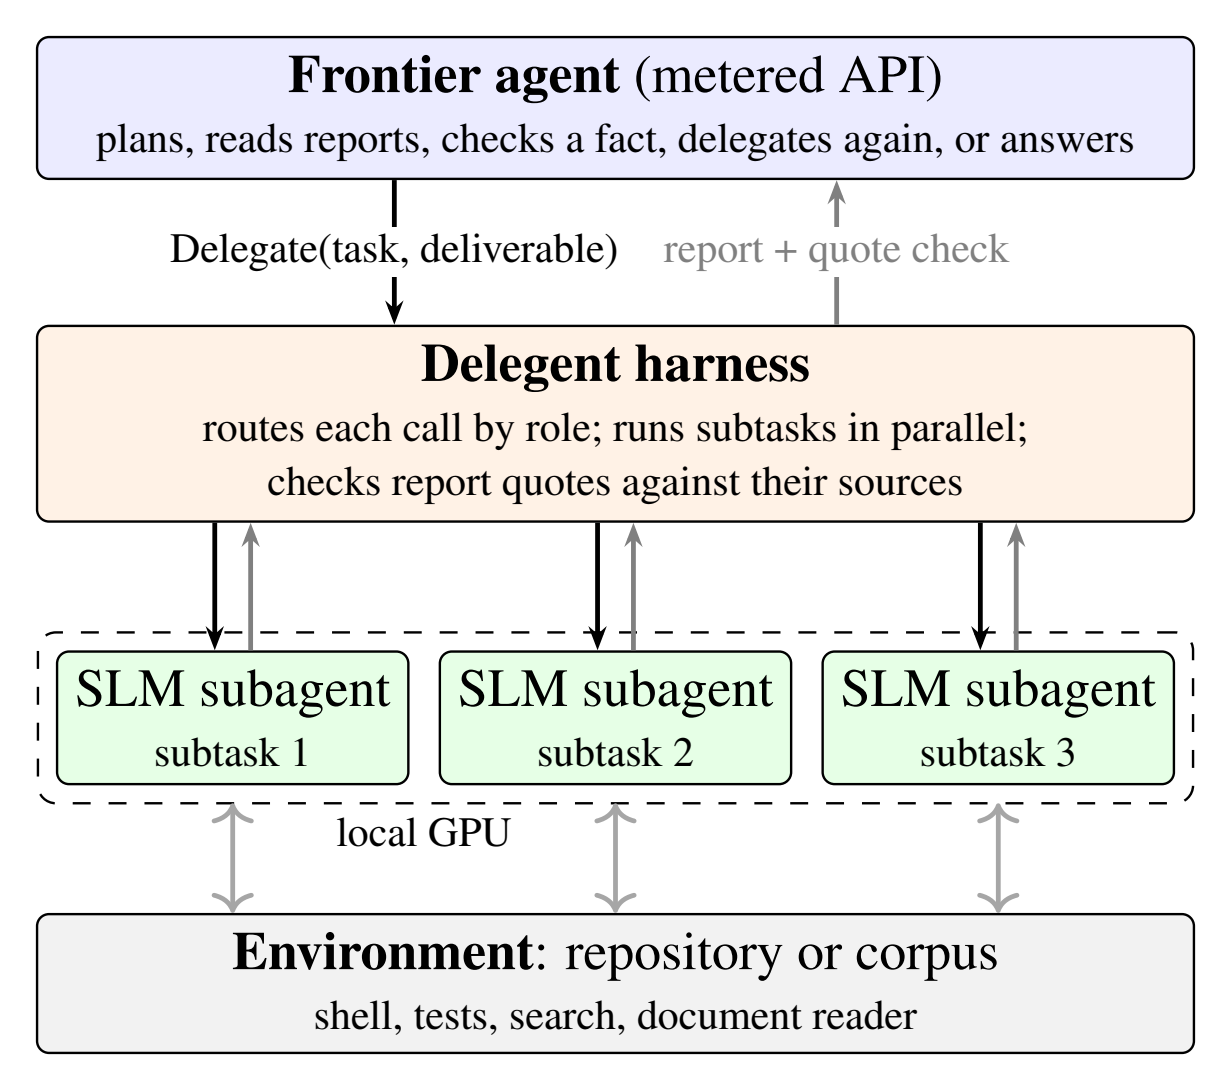 Frontier agent (metered API)
plans, reads reports, checks a fact, delegates again, or answers
Delegate(task, deliverable)
report + quote check
Delegent harness
routes each call by role; runs subtasks in parallel;
checks report quotes against their sources
SLM subagent
subtask 1
SLM subagent
subtask 2
SLM subagent
subtask 3
local GPU
Environment: repository or corpus
shell, tests, search, document reader